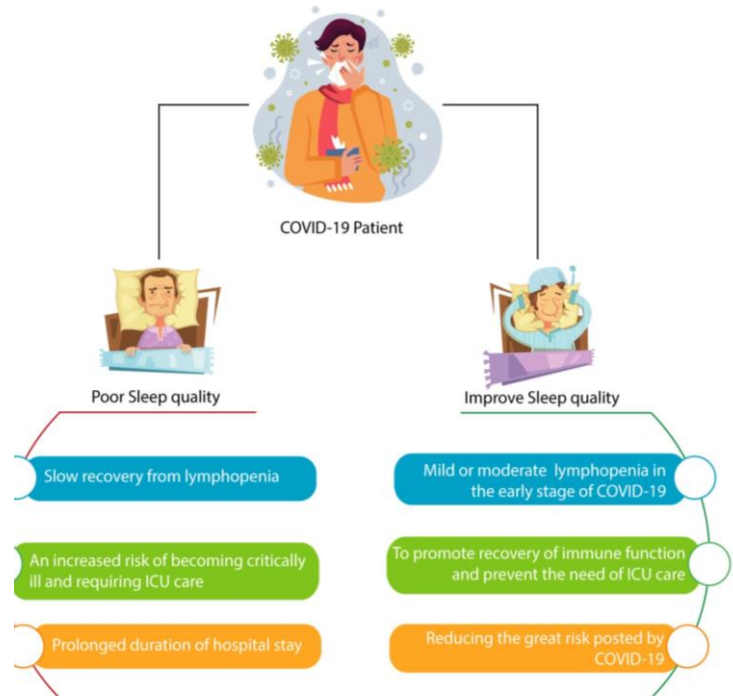 COVID-19 Patient
Poor Sleep quality
Slow recovery from lymphopenia
An increased risk of becoming critically
ill and requiring ICU care
Prolonged duration of hospital stay
Improve Sleep quality
Mild or moderate lymphopenia in
the early stage of COVID-19
To promote recovery of immune function
and prevent the need of ICU care
Reducing the great risk posted by
COVID-19